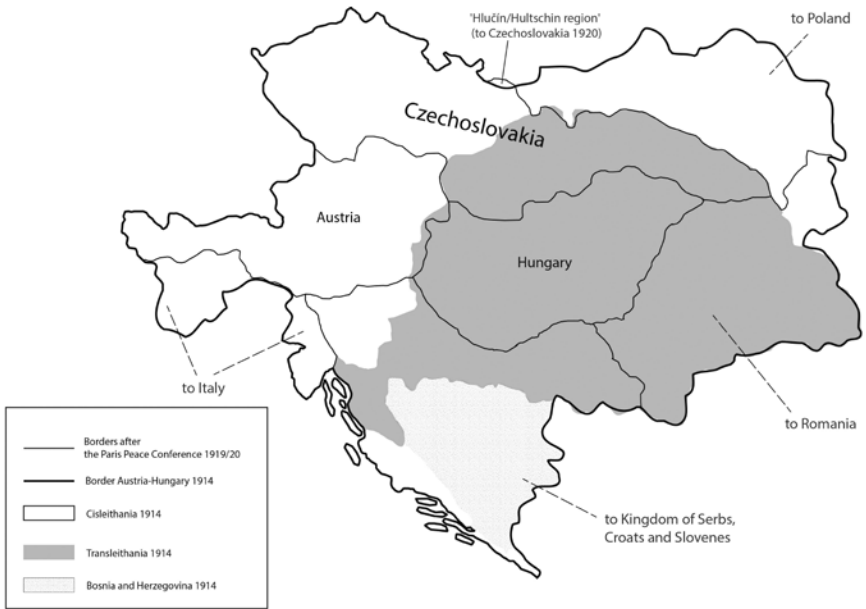 'Hlučín/Hultschin region'
(to Czechoslovakia 1920)
to Poland
Czechoslovakia
Austria
Hungary
to Italy
to Romania
to Kingdom of Serbs,
Croats and Slovenes
Borders after
the Paris Peace Conference 1919/20
Border Austria-Hungary 1914
Cisleithania 1914
Transleithania 1914
Bosnia and Herzegovina 1914